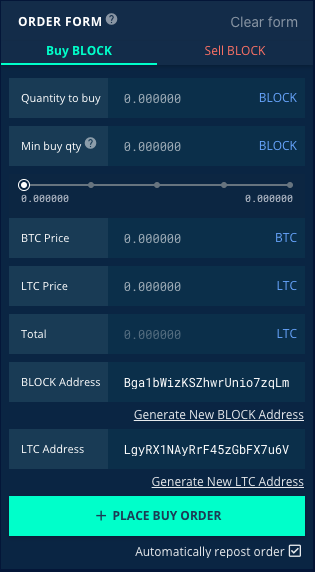 ORDER FORM ? Clear form
Buy BLOCK Sell BLOCK
Quantity to buy 0.000000 BLOCK
Min buy qty ? 0.000000 BLOCK
0.000000 0.000000
BTC Price 0.000000 BTC
LTC Price 0.000000 LTC
Total 0.000000 LTC
BLOCK Address Bga1bWizKSZhwrUnio7zqLm
Generate New BLOCK Address
LTC Address LgyRX1NAyRrF45zGbFX7u6V
Generate New LTC Address
+ PLACE BUY ORDER
Automatically repost order